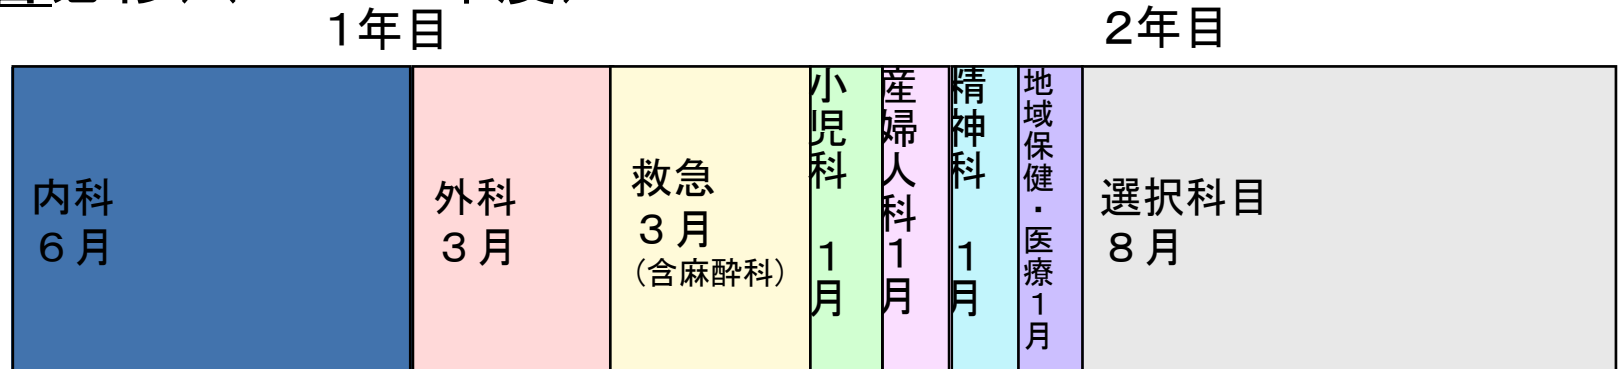 1年目
2年目
内科
6月
外科
3月
救急
3月
(含麻酔科)
小児科 1月
産婦人科1月
精神科 1月
地域保健・医療1月
選択科目
8月